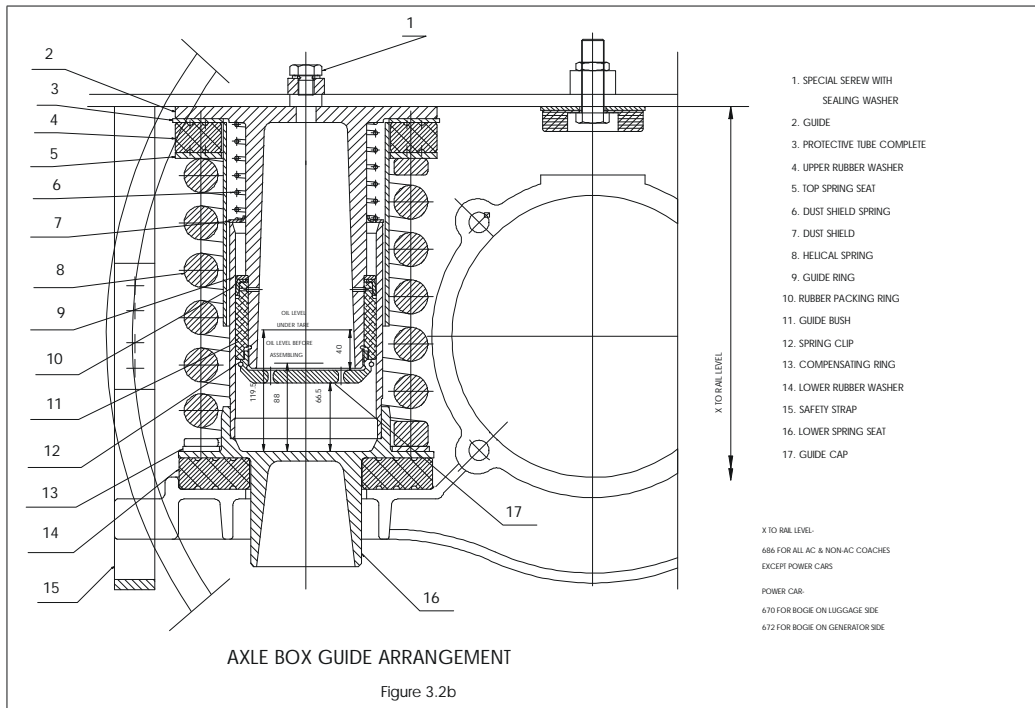 1
2
3
4
5
6
7
8
9
10
11
12
13
14
15
16
17
OIL LEVEL
UNDER TARE
OIL LEVEL BEFORE
ASSEMBLING
40
119.5
88
66.5
X TO RAIL LEVEL
1. SPECIAL SCREW WITH
SEALING WASHER
2. GUIDE
3. PROTECTIVE TUBE COMPLETE
4. UPPER RUBBER WASHER
5. TOP SPRING SEAT
6. DUST SHIELD SPRING
7. DUST SHIELD
8. HELICAL SPRING
9. GUIDE RING
10. RUBBER PACKING RING
11. GUIDE BUSH
12. SPRING CLIP
13. COMPENSATING RING
14. LOWER RUBBER WASHER
15. SAFETY STRAP
16. LOWER SPRING SEAT
17. GUIDE CAP
X TO RAIL LEVEL-
686 FOR ALL AC & NON-AC COACHES
EXCEPT POWER CARS
POWER CAR-
670 FOR BOGIE ON LUGGAGE SIDE
672 FOR BOGIE ON GENERATOR SIDE
AXLE BOX GUIDE ARRANGEMENT
Figure 3.2b